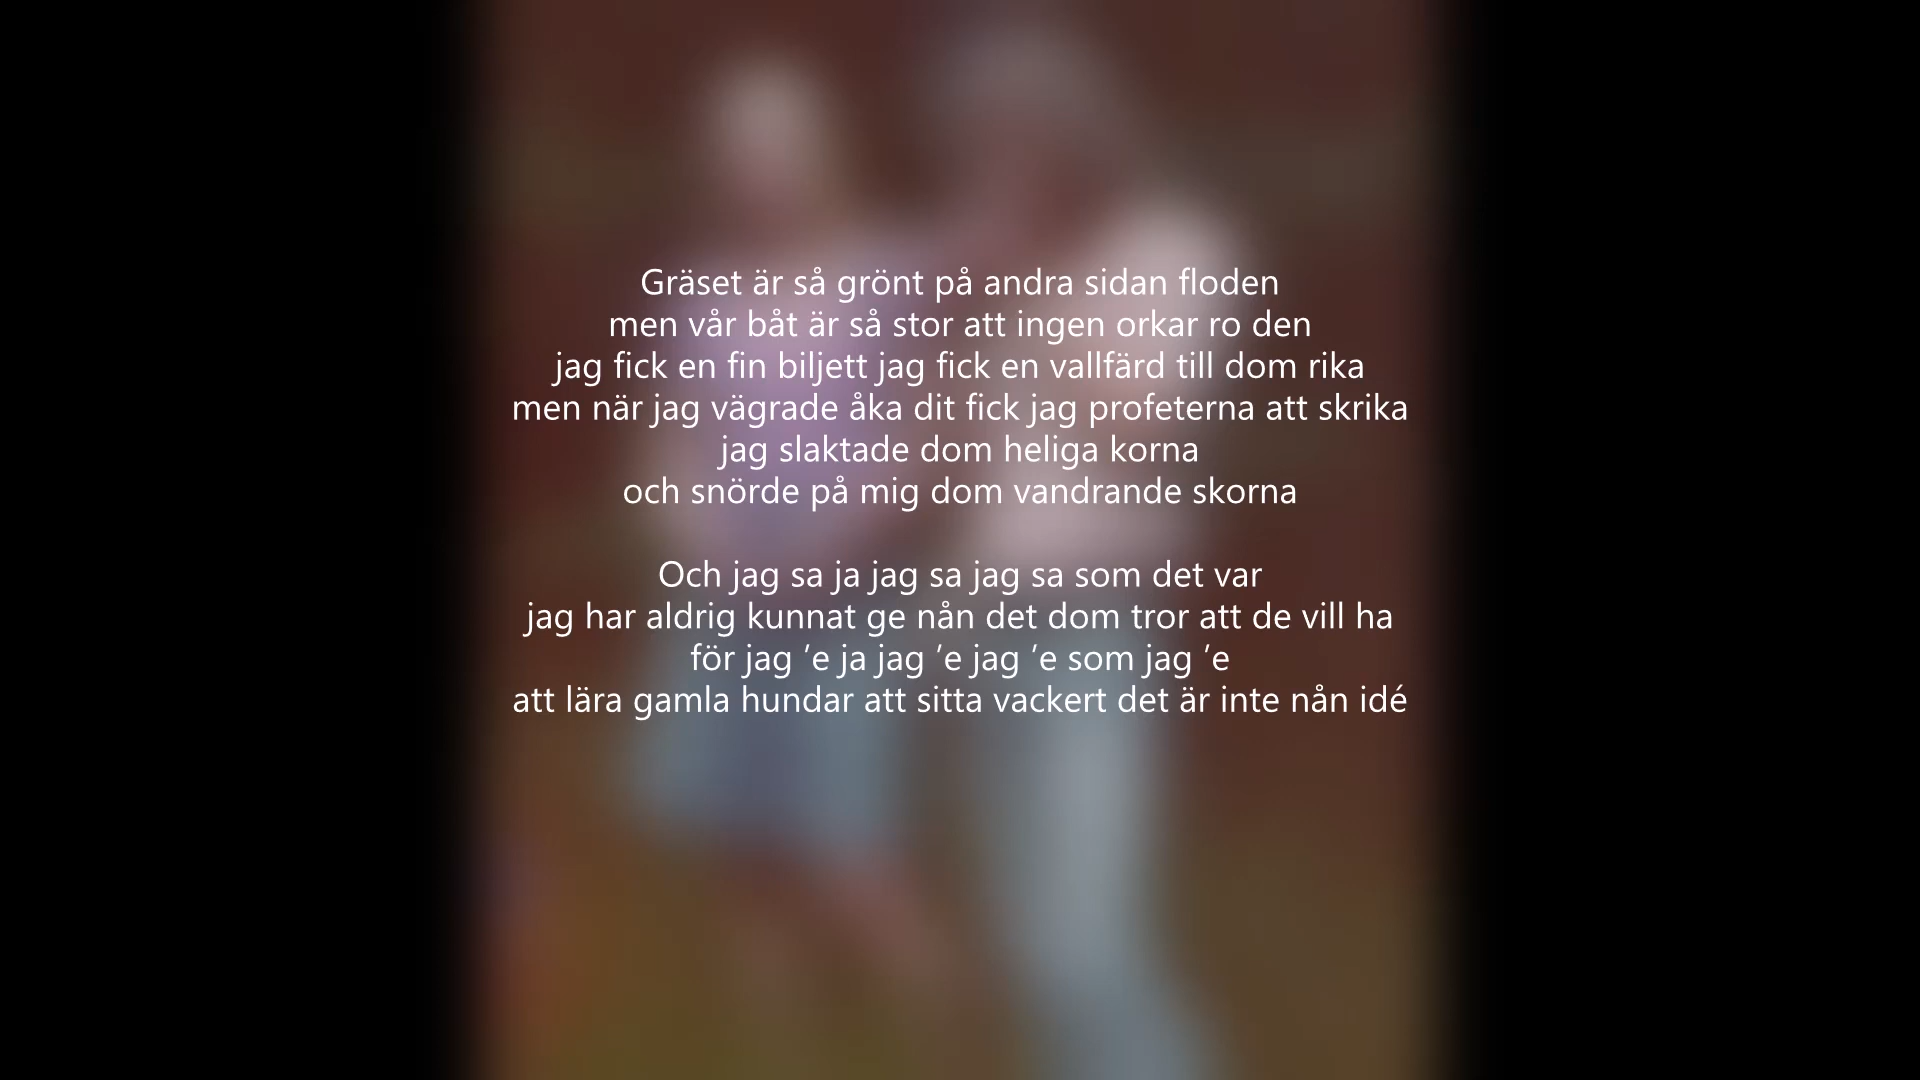 Gräset är så grönt på andra sidan floden
men vår båt är så stor att ingen orkar ro den
jag fick en fin biljett jag fick en vallfärd till dom rika
men när jag vägrade åka dit fick jag profeterna att skrika
jag slaktade dom heliga korna
och snörde på mig dom vandrande skorna
Och jag sa ja jag sa jag sa som det var
jag har aldrig kunnat ge nån det dom tror att de vill ha
för jag ’e ja jag ’e jag ’e som jag ’e
att lära gamla hundar att sitta vackert det är inte nån idé